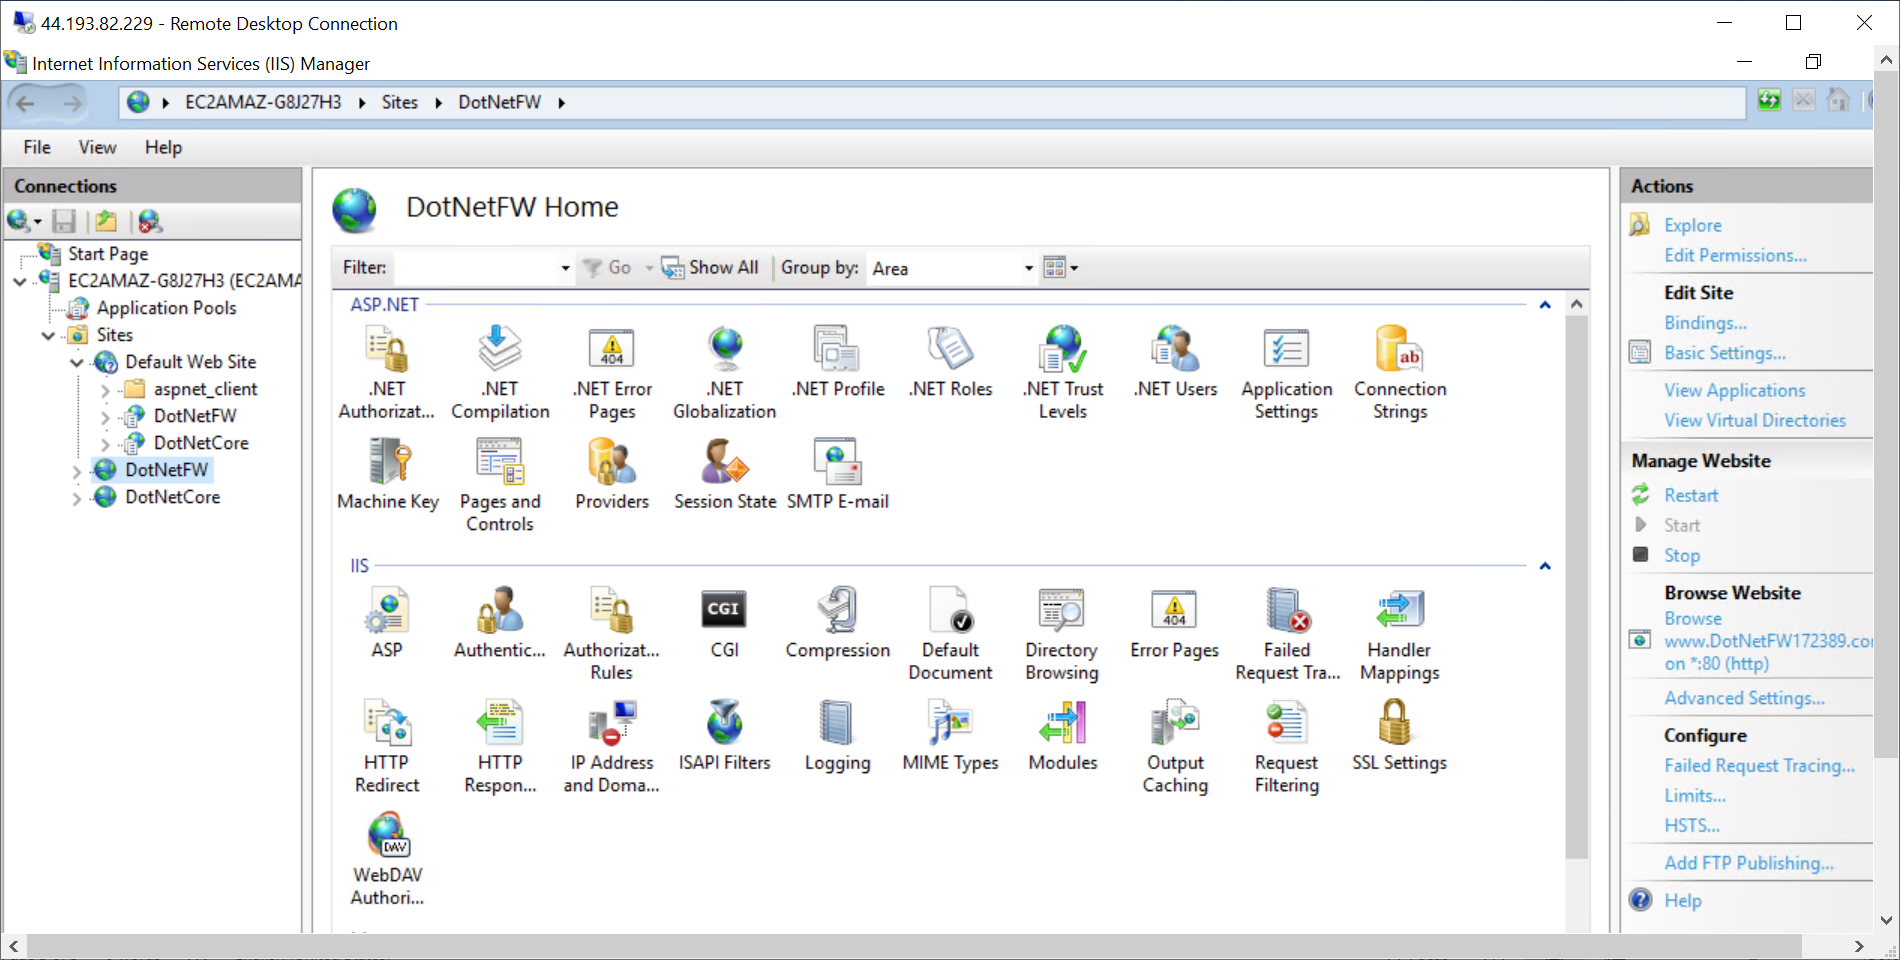 44.193.82.229 - Remote Desktop Connection
Internet Information Services (IIS) Manager
EC2AMAZ-G8J27H3 Sites DotNetFW
File View Help
Connections
Start Page
EC2AMAZ-G8J27H3 (EC2AMA
Application Pools
Sites
Default Web Site
aspnet_client
DotNetFW
DotNetCore
DotNetFW
DotNetCore
DotNetFW Home
Filter: Go Show All Group by: Area
ASP.NET
.NET Authorizat...
.NET Compilation
.NET Error Pages
.NET Globalization
.NET Profile
.NET Roles
.NET Trust Levels
.NET Users
Application Settings
Connection Strings
Machine Key
Pages and Controls
Providers
Session State
SMTP E-mail
IIS
ASP
Authentic...
Authorizat... Rules
CGI
Compression
Default Document
Directory Browsing
Error Pages
Failed Request Tra...
Handler Mappings
HTTP Redirect
HTTP Respon...
IP Address and Doma...
ISAPI Filters
Logging
MIME Types
Modules
Output Caching
Request Filtering
SSL Settings
WebDAV Authori...
Actions
Explore
Edit Permissions...
Edit Site
Bindings...
Basic Settings...
View Applications
View Virtual Directories
Manage Website
Restart
Start
Stop
Browse Website
Browse
www.DotNetFW172389.co
on *:80 (http)
Advanced Settings...
Configure
Failed Request Tracing...
Limits...
HSTS...
Add FTP Publishing...
Help